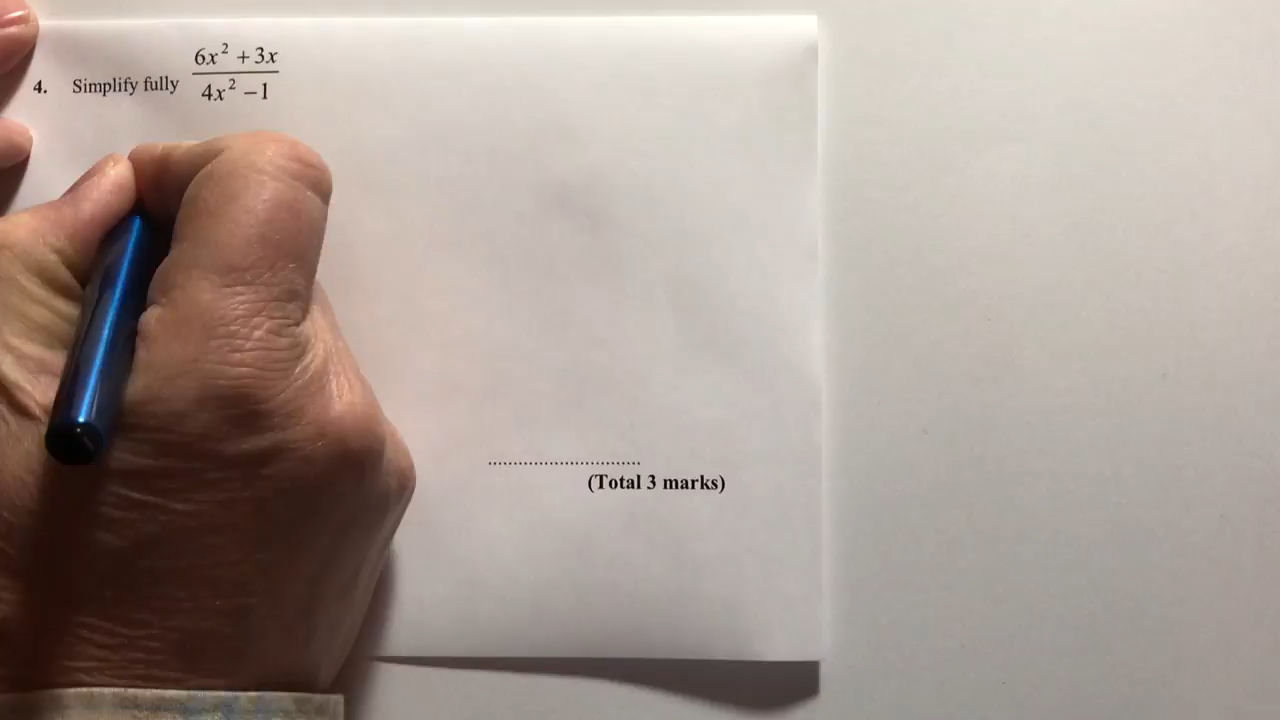 4. Simplify fully (6x² + 3x)/(4x² − 1)
..............................
(Total 3 marks)